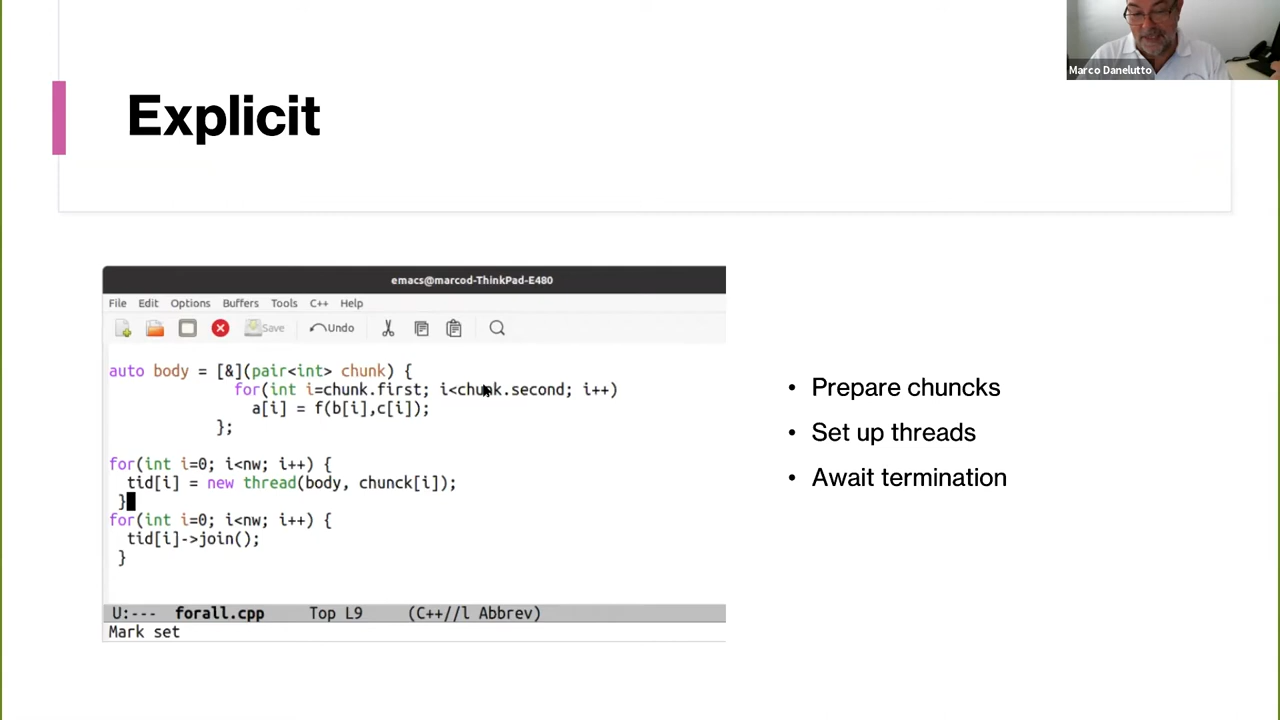 Marco Danelutto
Explicit
emacs@marcod-ThinkPad-E480
File Edit Options Buffers Tools C++ Help
Save Undo
auto body = [&](pair<int> chunk) {
for(int i=chunk.first; i<chunk.second; i++)
a[i] = f(b[i],c[i]);
};
for(int i=0; i<nw; i++) {
tid[i] = new thread(body, chunck[i]);
}
for(int i=0; i<nw; i++) {
tid[i]->join();
}
U:--- forall.cpp Top L9 (C++//l Abbrev)
Mark set
• Prepare chuncks
• Set up threads
• Await termination